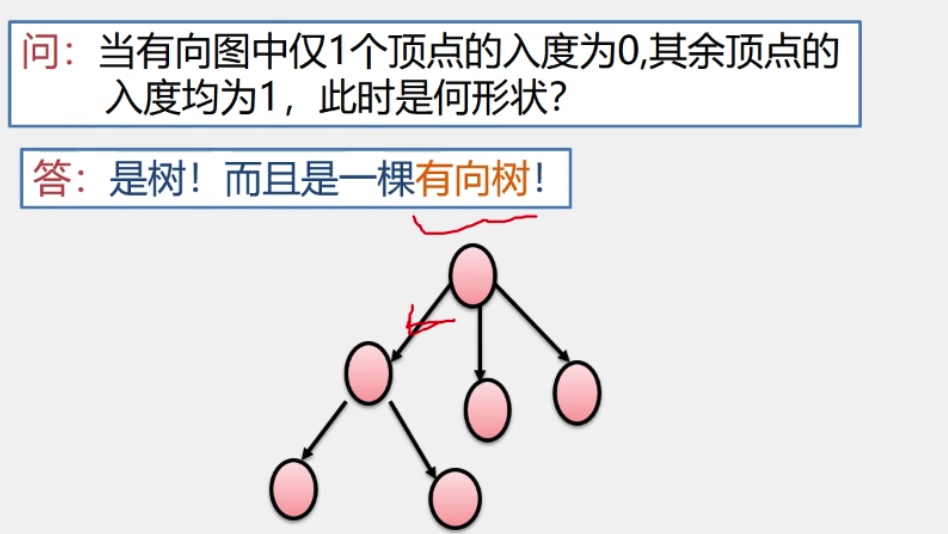 问：当有向图中仅1个顶点的入度为0,其余顶点的
入度均为1，此时是何形状？
答：是树！而且是一棵有向树！